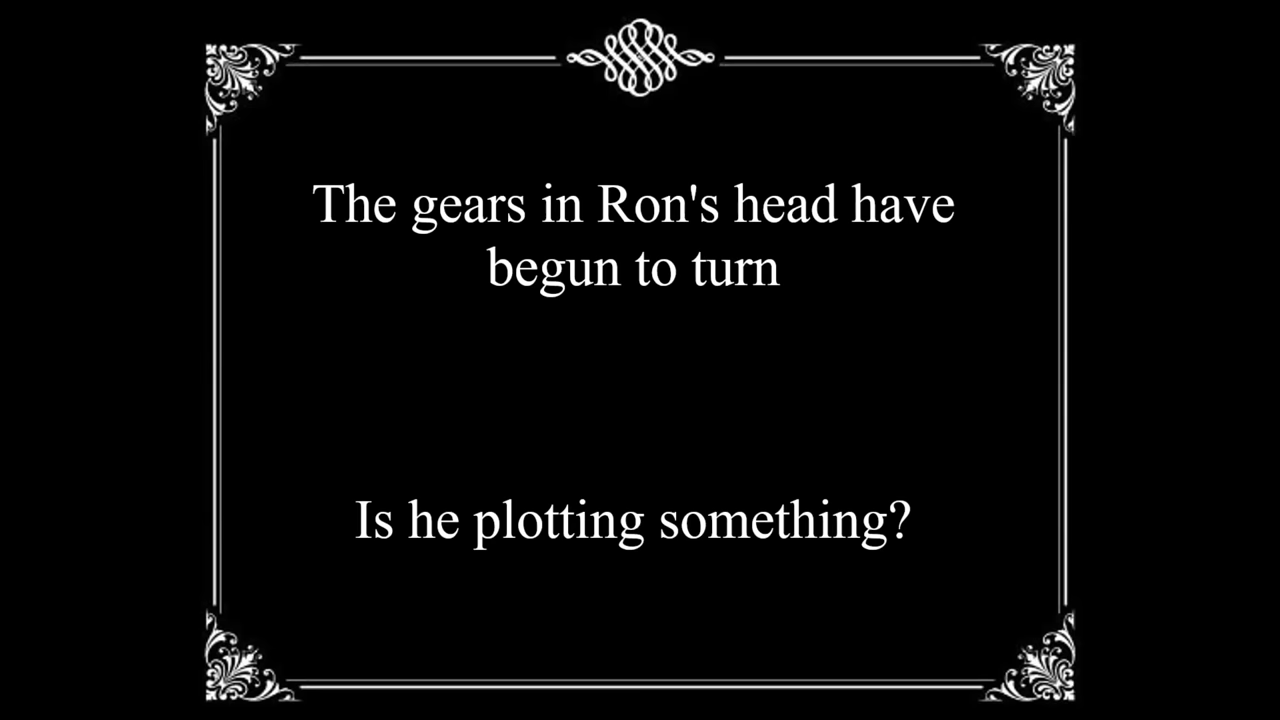 The gears in Ron's head have
begun to turn
Is he plotting something?